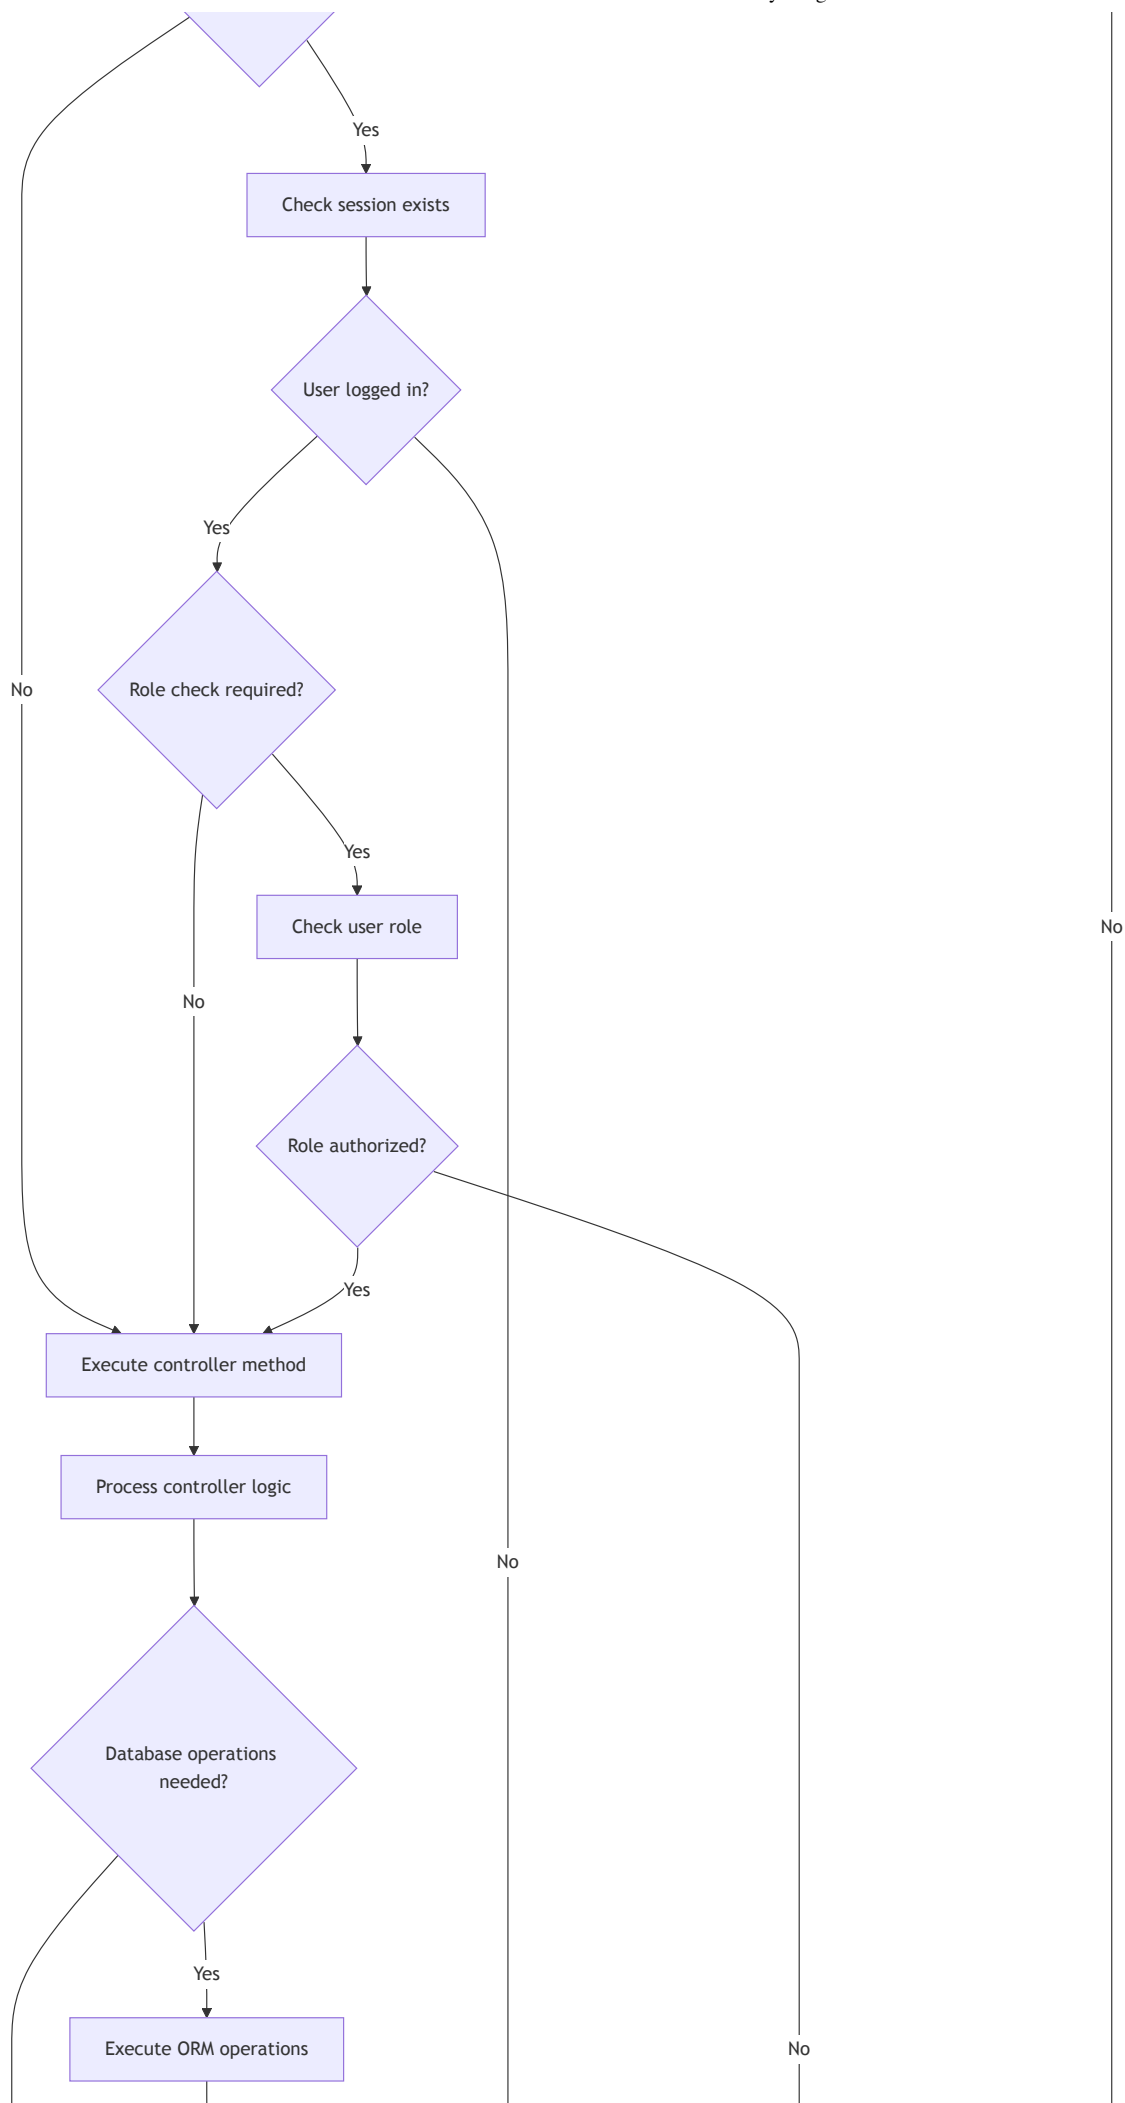 Yes
Check session exists
User logged in?
Yes
Role check required?
No
Yes
Check user role
No
No
Role authorized?
Yes
Execute controller method
Process controller logic
No
Database operations
needed?
Yes
Execute ORM operations
No